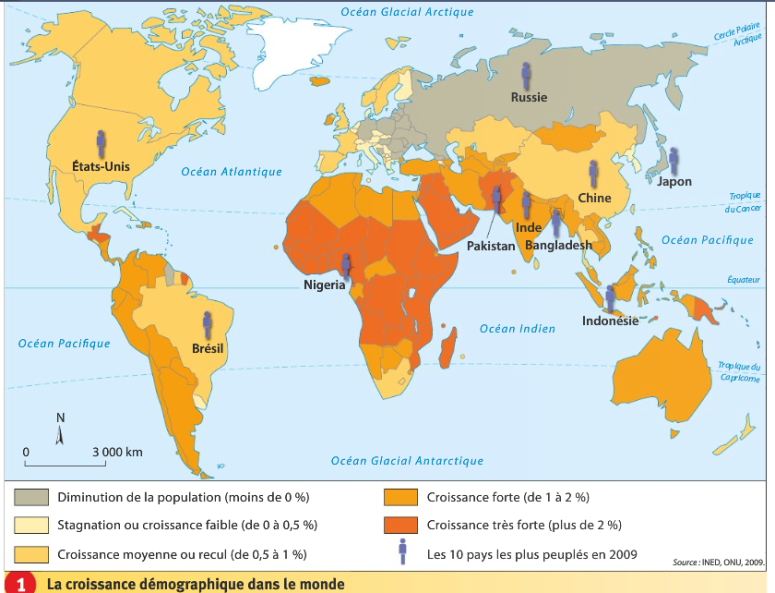 Océan Glacial Arctique
Cercle Polaire
Arctique
Russie
États-Unis
Océan Atlantique
Japon
Chine
Tropique
du Cancer
Inde
Pakistan
Bangladesh
Océan Pacifique
Nigeria
Équateur
Indonésie
Océan Indien
Océan Pacifique
Brésil
Tropique du
Capricorne
N
0 3 000 km
Océan Glacial Antarctique
Diminution de la population (moins de 0 %)
Stagnation ou croissance faible (de 0 à 0,5 %)
Croissance moyenne ou recul (de 0,5 à 1 %)
Croissance forte (de 1 à 2 %)
Croissance très forte (plus de 2 %)
Les 10 pays les plus peuplés en 2009
Source : INED, ONU, 2009.
1 La croissance démographique dans le monde